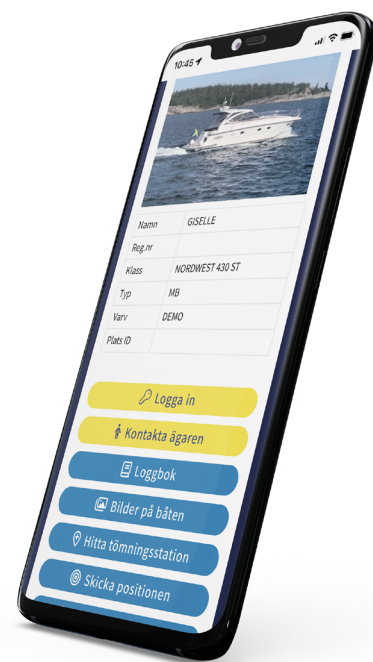 10:45
Namn GISELLE
Reg.nr
Klass NORDWEST 430 ST
Typ MB
Varv DEMO
Plats ID
Logga in
Kontakta ägaren
Loggbok
Bilder på båten
Hitta tömningsstation
Skicka positionen